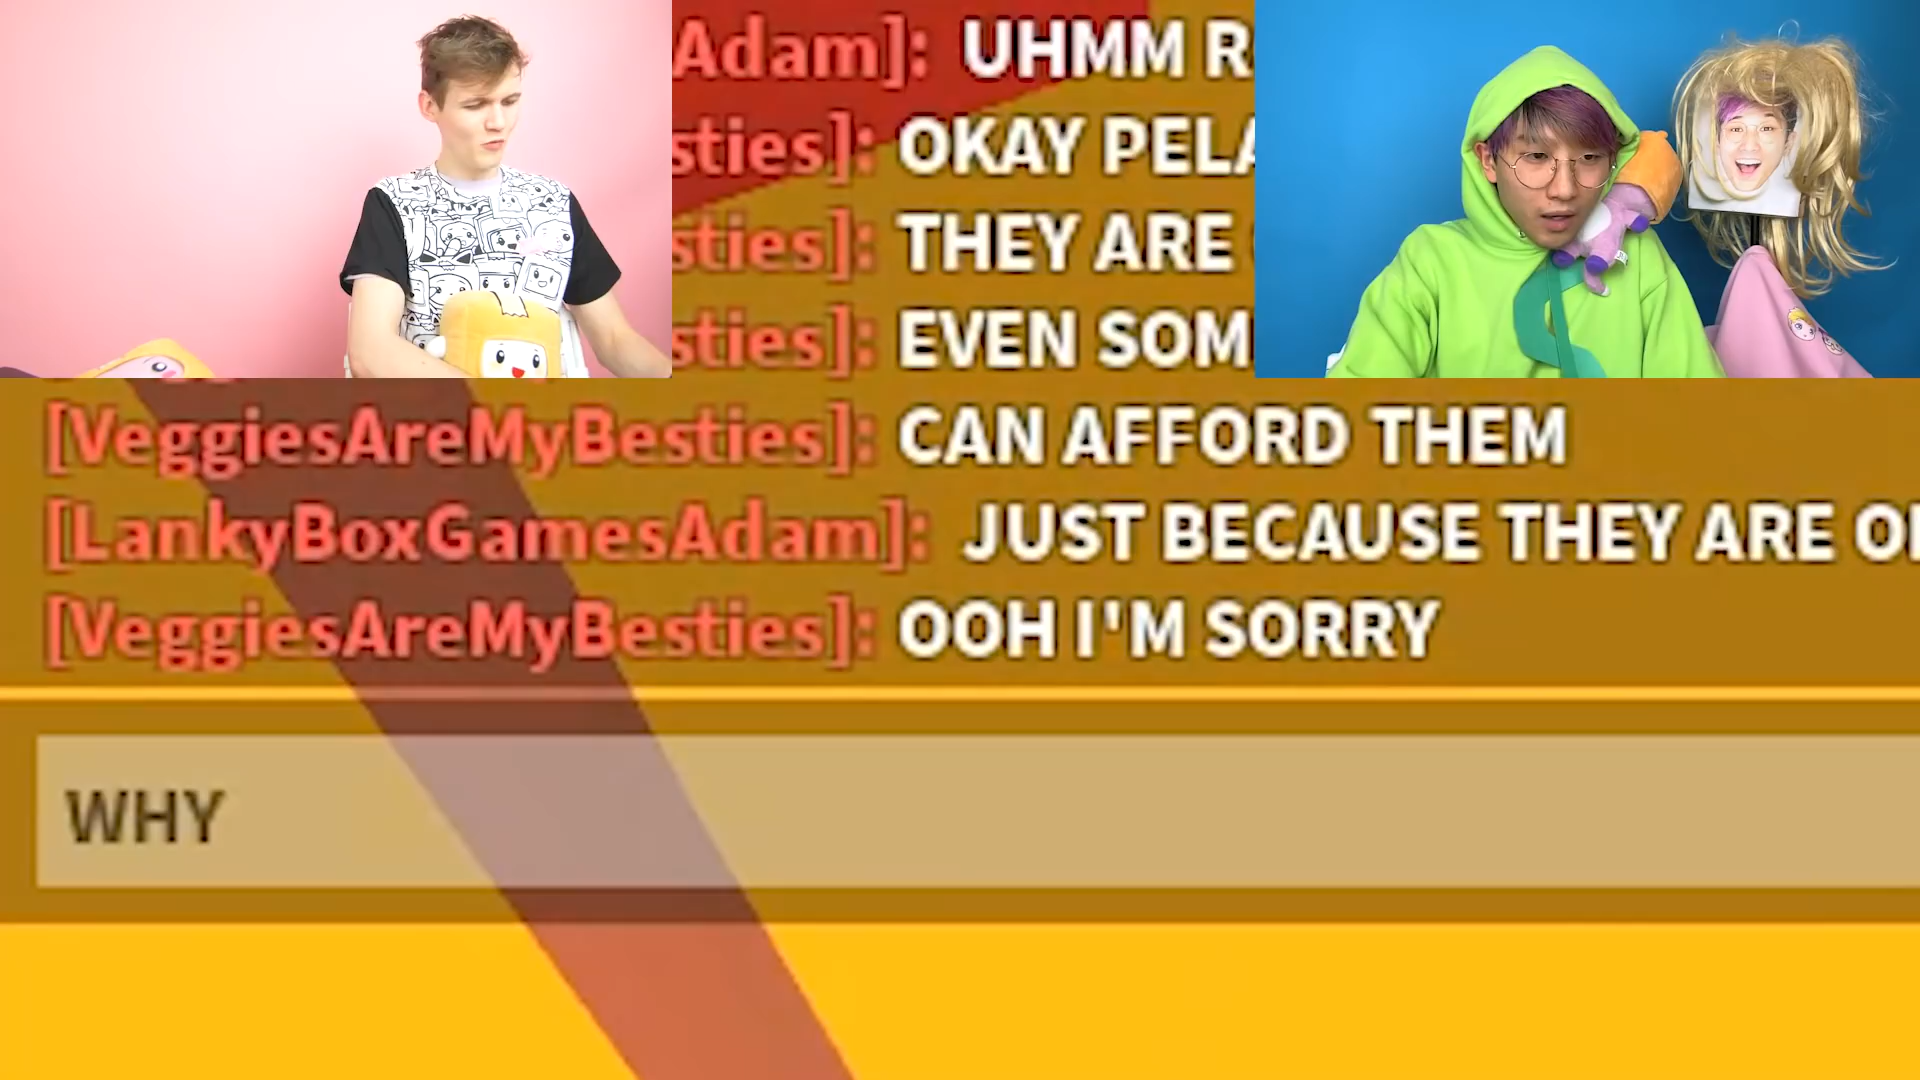 Adam]: UHMM R
sties]: OKAY PELA
sties]: THEY ARE
sties]: EVEN SOM
[VeggiesAreMyBesties]: CAN AFFORD THEM
[LankyBoxGamesAdam]: JUST BECAUSE THEY ARE O
[VeggiesAreMyBesties]: OOH I'M SORRY
WHY